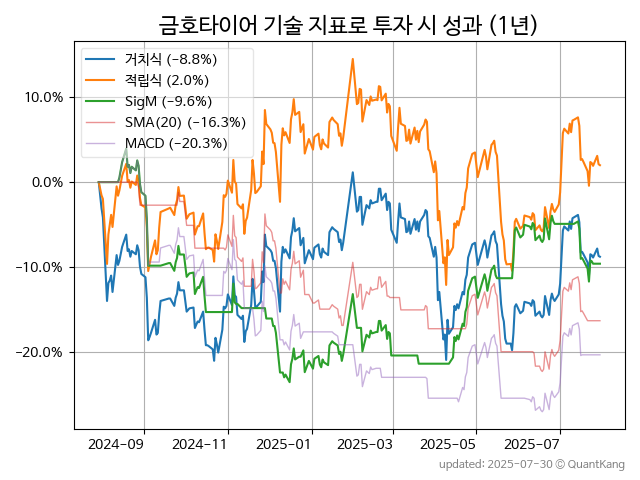 금호타이어 기술 지표로 투자 시 성과 (1년)
거치식 (−8.8%)
적립식 (2.0%)
SigM (−9.6%)
SMA(20) (−16.3%)
MACD (−20.3%)
10.0%
0.0%
−10.0%
−20.0%
2024−09 2024−11 2025−01 2025−03 2025−05 2025−07
updated: 2025−07−30 © QuantKang